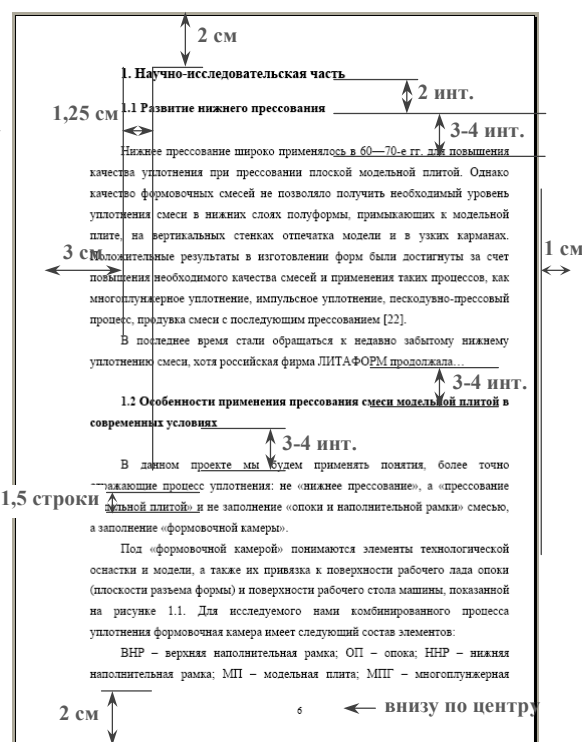 2 см
1. Научно-исследовательская часть
2 инт.
1.1 Развитие нижнего прессования
1,25 см
3-4 инт.
Нижнее прессование широко применялось в 60—70-е гг. для повышения
качества уплотнения при прессовании плоской модельной плитой. Однако
качество формовочных смесей не позволяло получить необходимый уровень
уплотнения смеси в нижних слоях полуформы, примыкающих к модельной
плите, на вертикальных стенках отпечатка модели и в узких карманах.
Положительные результаты в изготовлении форм были достигнуты за счет
3 см
1 см
повышения необходимого качества смесей и применения таких процессов, как
многоплунжерное уплотнение, импульсное уплотнение, пескодувно-прессовый
процесс, продувка смеси с последующим прессованием [22].
В последнее время стали обращаться к недавно забытому нижнему
уплотнению смеси, хотя российская фирма ЛИТАФОРМ продолжала…
3-4 инт.
1.2 Особенности применения прессования смеси модельной плитой в
современных условиях
3-4 инт.
В данном проекте мы будем применять понятия, более точно
отражающие процесс уплотнения: не «нижнее прессование», а «прессование
1,5 строки
модельной плитой» и не заполнение «опоки и наполнительной рамки» смесью,
а заполнение «формовочной камеры».
Под «формовочной камерой» понимаются элементы технологической
оснастки и модели, а также их привязка к поверхности рабочего лада опоки
(плоскости разъема формы) и поверхности рабочего стола машины, показанной
на рисунке 1.1. Для исследуемого нами комбинированного процесса
уплотнения формовочная камера имеет следующий состав элементов:
ВНР – верхняя наполнительная рамка; ОП – опока; ННР – нижняя
наполнительная рамка; МП – модельная плита; МПГ – многоплунжерная
2 см
6
внизу по центру